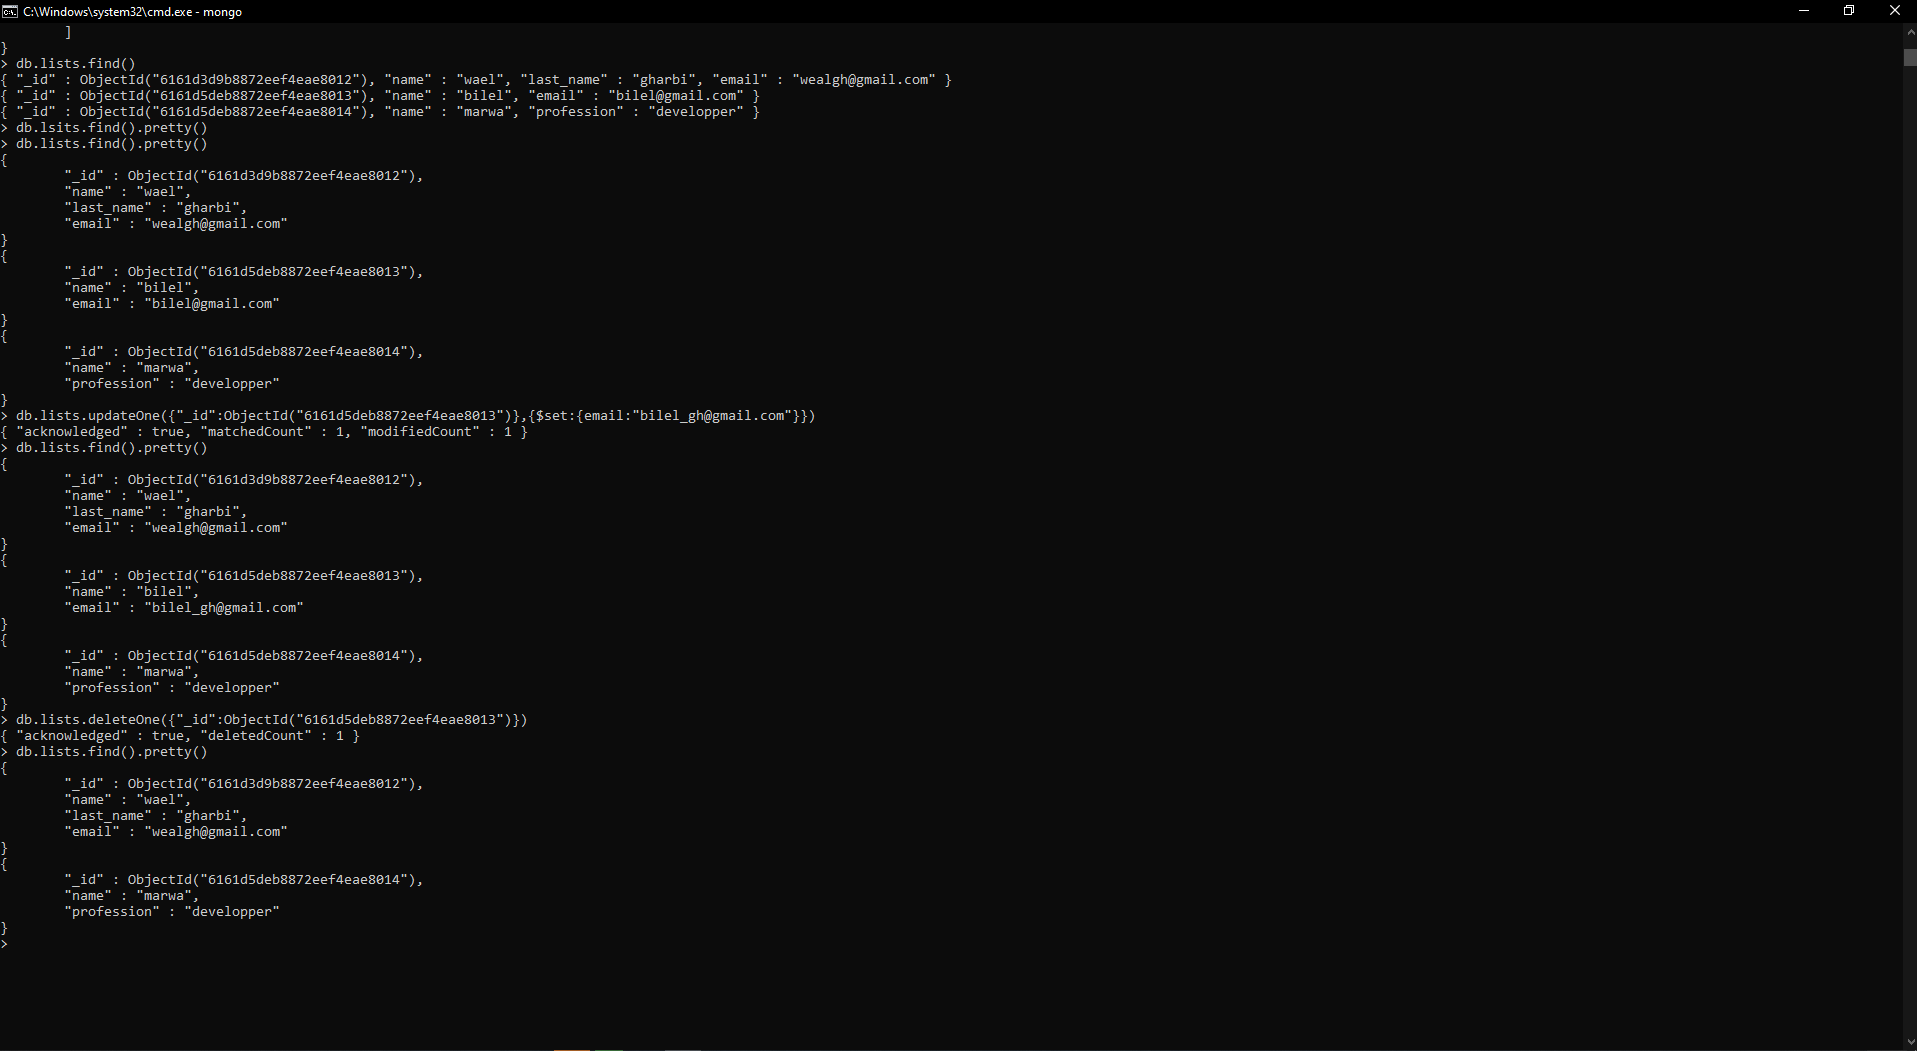 C:\Windows\system32\cmd.exe - mongo
        ]
}
> db.lists.find()
{ "_id" : ObjectId("6161d3d9b8872eef4eae8012"), "name" : "wael", "last_name" : "gharbi", "email" : "wealgh@gmail.com" }
{ "_id" : ObjectId("6161d5deb8872eef4eae8013"), "name" : "bilel", "email" : "bilel@gmail.com" }
{ "_id" : ObjectId("6161d5deb8872eef4eae8014"), "name" : "marwa", "profession" : "developper" }
> db.lsits.find().pretty()
> db.lists.find().pretty()
{
        "_id" : ObjectId("6161d3d9b8872eef4eae8012"),
        "name" : "wael",
        "last_name" : "gharbi",
        "email" : "wealgh@gmail.com"
}
{
        "_id" : ObjectId("6161d5deb8872eef4eae8013"),
        "name" : "bilel",
        "email" : "bilel@gmail.com"
}
{
        "_id" : ObjectId("6161d5deb8872eef4eae8014"),
        "name" : "marwa",
        "profession" : "developper"
}
> db.lists.updateOne({"_id":ObjectId("6161d5deb8872eef4eae8013")},{$set:{email:"bilel_gh@gmail.com"}})
{ "acknowledged" : true, "matchedCount" : 1, "modifiedCount" : 1 }
> db.lists.find().pretty()
{
        "_id" : ObjectId("6161d3d9b8872eef4eae8012"),
        "name" : "wael",
        "last_name" : "gharbi",
        "email" : "wealgh@gmail.com"
}
{
        "_id" : ObjectId("6161d5deb8872eef4eae8013"),
        "name" : "bilel",
        "email" : "bilel_gh@gmail.com"
}
{
        "_id" : ObjectId("6161d5deb8872eef4eae8014"),
        "name" : "marwa",
        "profession" : "developper"
}
> db.lists.deleteOne({"_id":ObjectId("6161d5deb8872eef4eae8013")})
{ "acknowledged" : true, "deletedCount" : 1 }
> db.lists.find().pretty()
{
        "_id" : ObjectId("6161d3d9b8872eef4eae8012"),
        "name" : "wael",
        "last_name" : "gharbi",
        "email" : "wealgh@gmail.com"
}
{
        "_id" : ObjectId("6161d5deb8872eef4eae8014"),
        "name" : "marwa",
        "profession" : "developper"
}
>